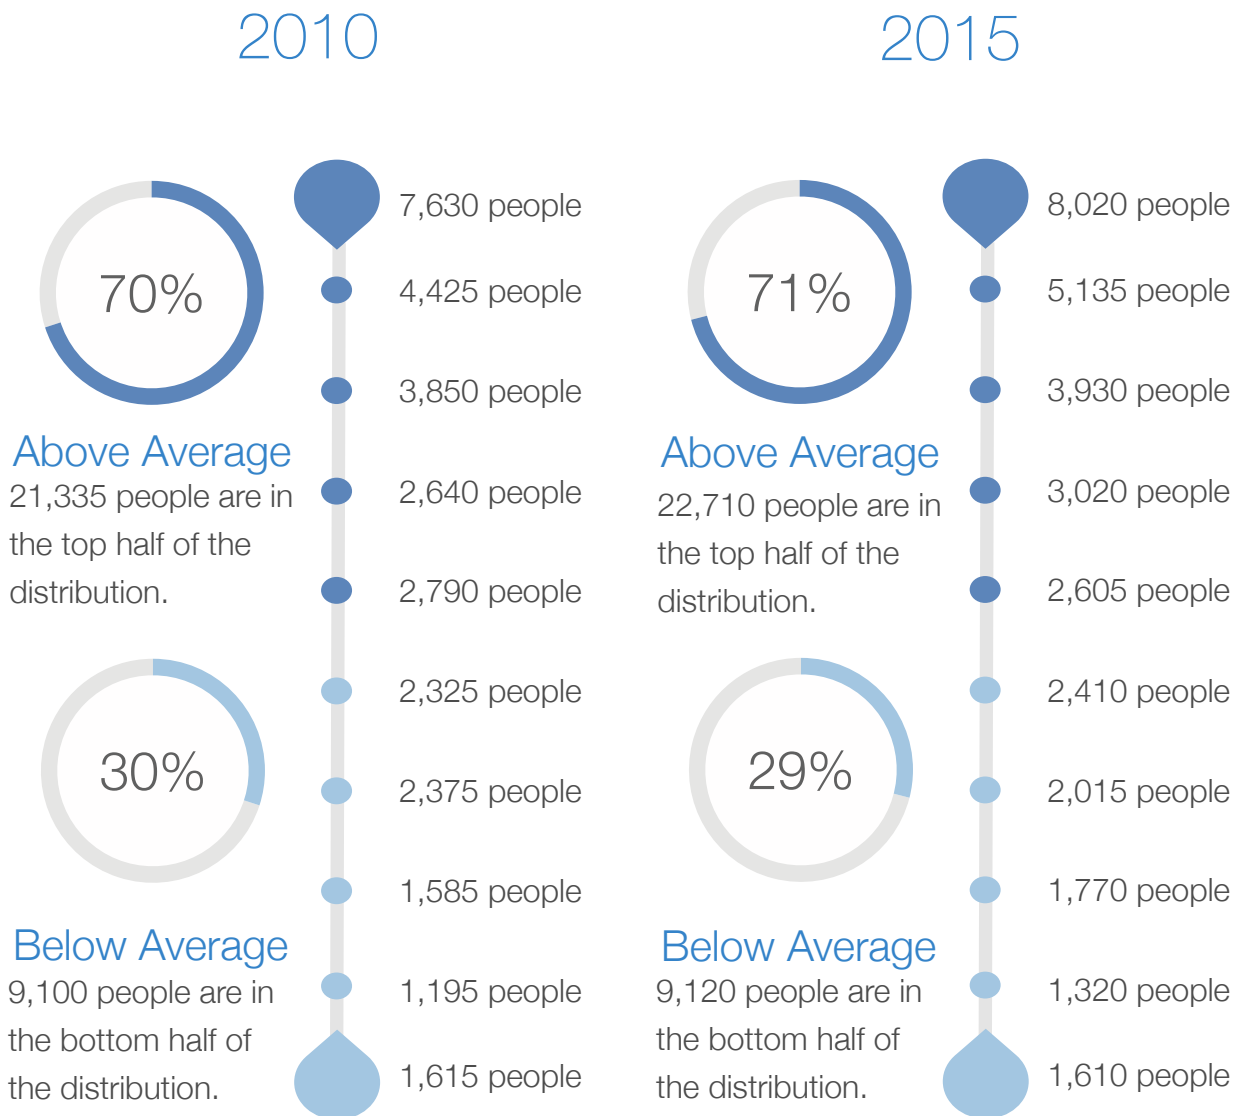 2010
70%
Above Average
21,335 people are in
the top half of the
distribution.
30%
Below Average
9,100 people are in
the bottom half of
the distribution.
7,630 people
4,425 people
3,850 people
2,640 people
2,790 people
2,325 people
2,375 people
1,585 people
1,195 people
1,615 people
2015
71%
Above Average
22,710 people are in
the top half of the
distribution.
29%
Below Average
9,120 people are in
the bottom half of
the distribution.
8,020 people
5,135 people
3,930 people
3,020 people
2,605 people
2,410 people
2,015 people
1,770 people
1,320 people
1,610 people